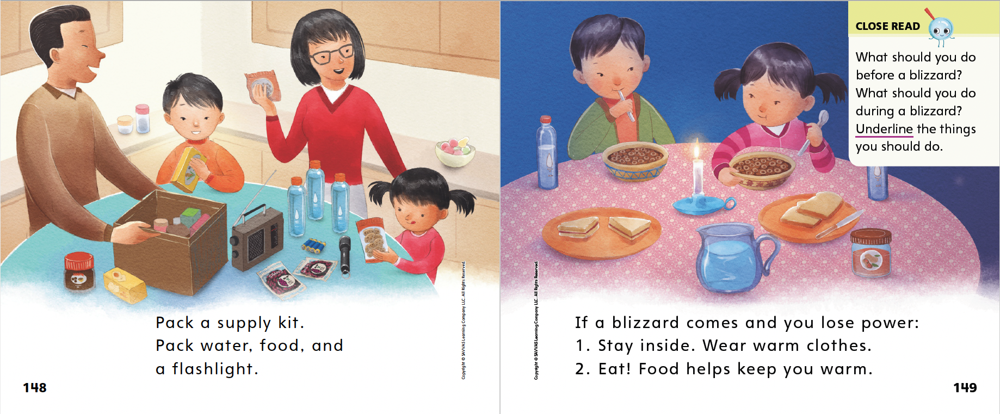 Pack a supply kit.
Pack water, food, and
a flashlight.
Copyright © SAVVAS Learning Company LLC. All Rights Reserved.
148
GRAPES
CLOSE READ
What should you do
before a blizzard?
What should you do
during a blizzard?
Underline the things
you should do.
If a blizzard comes and you lose power:
1. Stay inside. Wear warm clothes.
2. Eat! Food helps keep you warm.
Copyright © SAVVAS Learning Company LLC. All Rights Reserved.
149